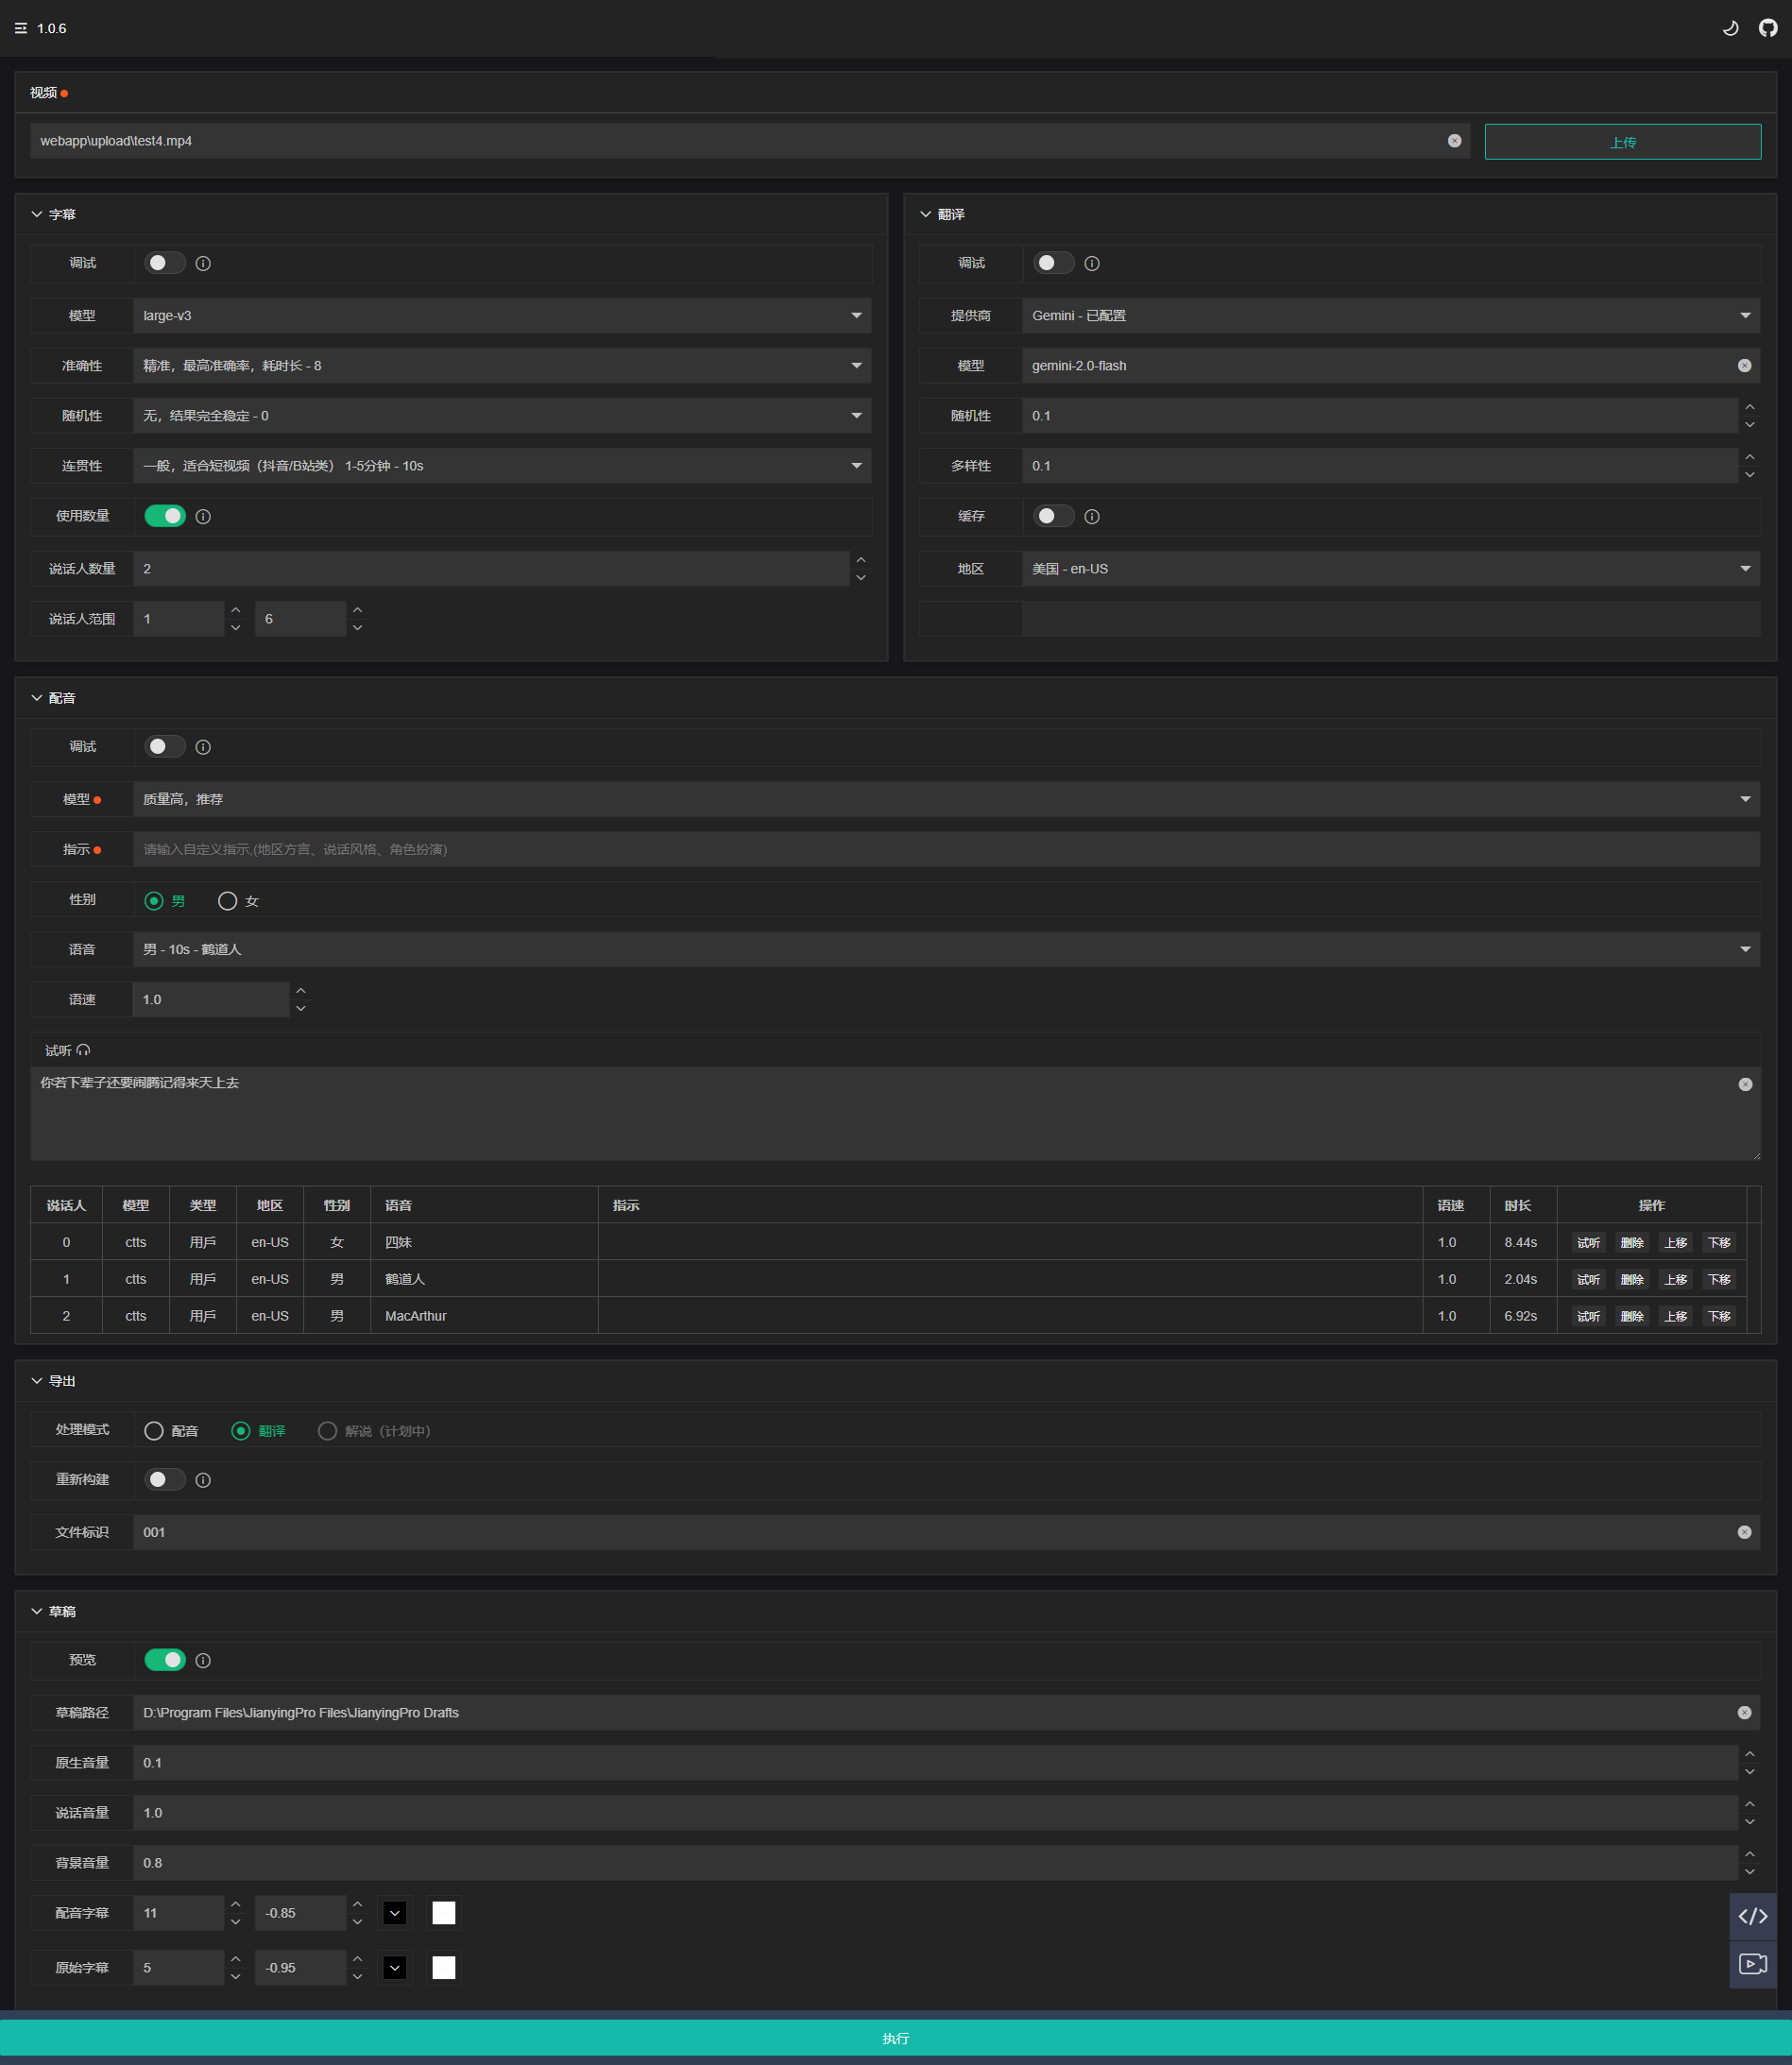 1.0.6
视频
webapp\upload\test4.mp4
上传
字幕
调试
模型 large-v3
准确性 精准，最高准确率，耗时长 - 8
随机性 无，结果完全稳定 - 0
连贯性 一般，适合短视频（抖音/B站类） 1-5分钟 - 10s
使用数量
说话人数量 2
说话人范围 1 6
翻译
调试
提供商 Gemini - 已配置
模型 gemini-2.0-flash
随机性 0.1
多样性 0.1
缓存
地区 美国 - en-US
配音
调试
模型 质量高，推荐
指示 请输入自定义指示,(地区方言、说话风格、角色扮演)
性别 男 女
语音 男 - 10s - 鹤道人
语速 1.0
试听
你若下辈子还要闹腾记得来天上去
说话人 模型 类型 地区 性别 语音 指示 语速 时长 操作
0 ctts 用戶 en-US 女 四妹 1.0 8.44s 试听 删除 上移 下移
1 ctts 用戶 en-US 男 鹤道人 1.0 2.04s 试听 删除 上移 下移
2 ctts 用戶 en-US 男 MacArthur 1.0 6.92s 试听 删除 上移 下移
导出
处理模式 配音 翻译 解说（计划中）
重新构建
文件标识 001
草稿
预览
草稿路径 D:\Program Files\JianyingPro Files\JianyingPro Drafts
原生音量 0.1
说话音量 1.0
背景音量 0.8
配音字幕 11 -0.85
原始字幕 5 -0.95
执行